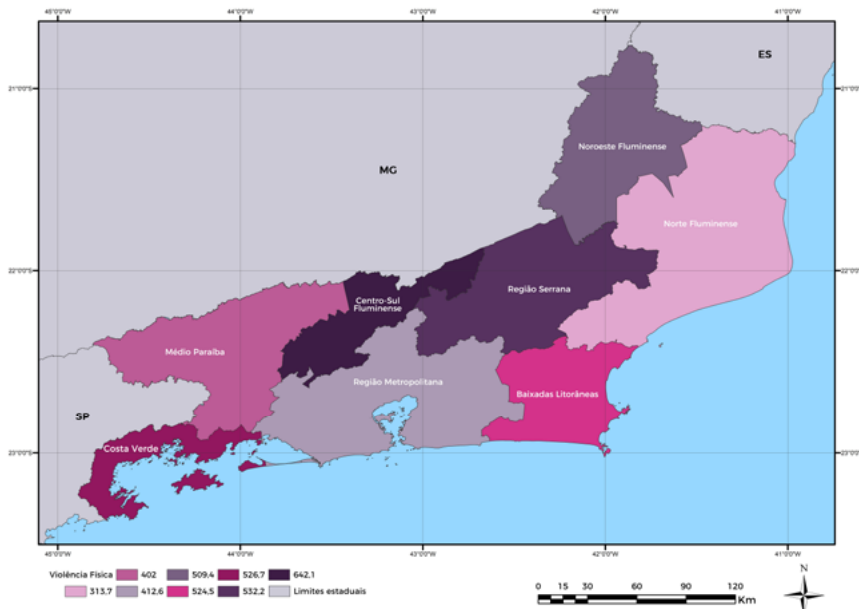 45°0'0"W 44°0'0"W 43°0'0"W 42°0'0"W 41°0'0"W
ES
21°0'0"S 21°0'0"S
Noroeste Fluminense
MG
Norte Fluminense
22°0'0"S 22°0'0"S
Região Serrana
Centro-Sul
Fluminense
Médio Paraíba
Região Metropolitana
Baixadas Litorâneas
SP
Costa Verde
23°0'0"S 23°0'0"S
45°0'0"W 44°0'0"W 43°0'0"W 42°0'0"W 41°0'0"W
N
Violência Física 402 509,4 526,7 642,1
313,7 412,6 524,5 532,2 Limites estaduais
0 15 30 60 90 120
Km